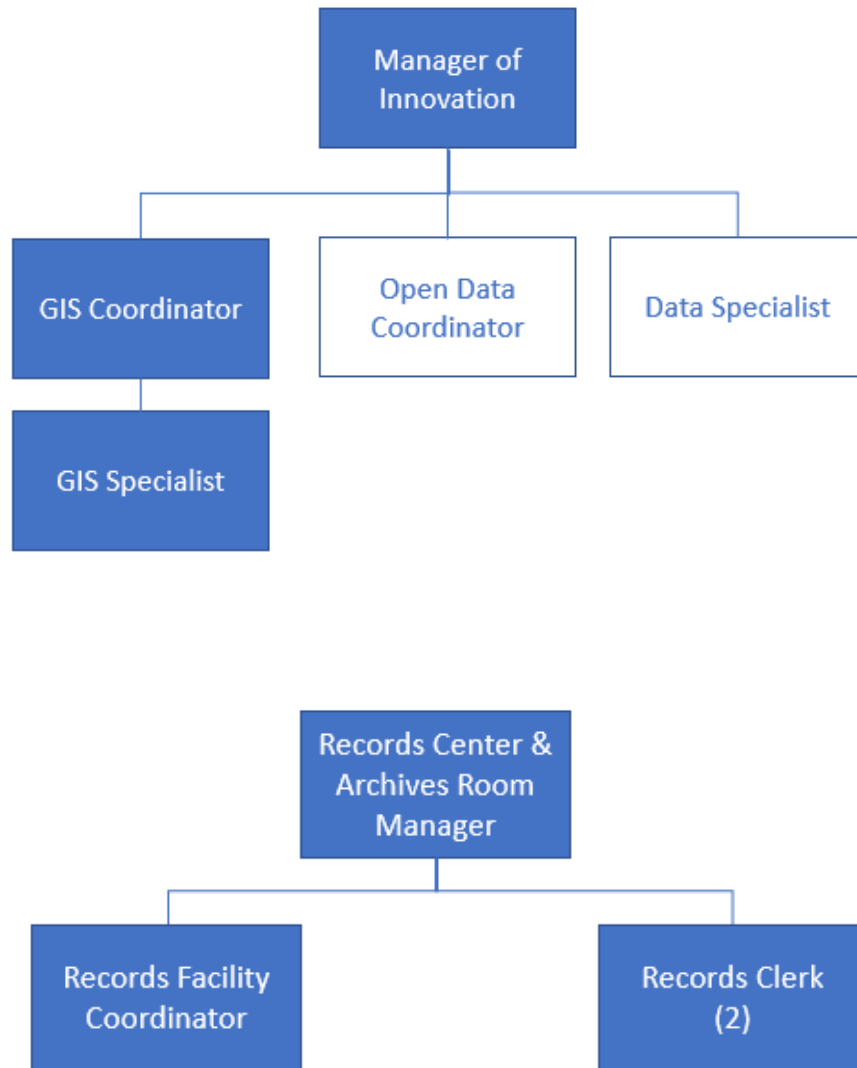 Manager of
Innovation
GIS Coordinator
Open Data
Coordinator
Data Specialist
GIS Specialist
Records Center &
Archives Room
Manager
Records Facility
Coordinator
Records Clerk
(2)